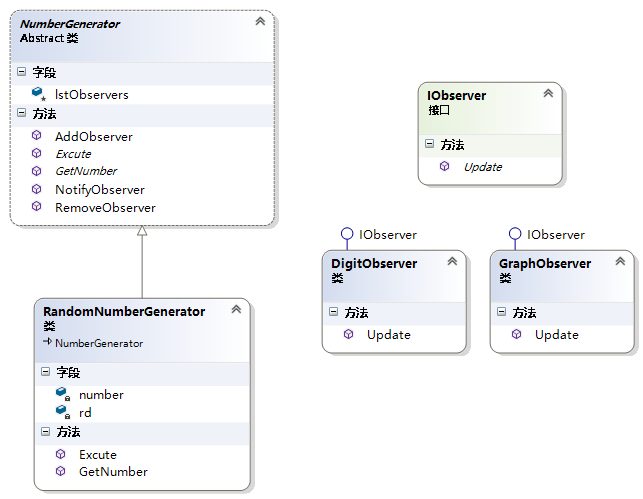 NumberGenerator
Abstract 类
字段
lstObservers
方法
AddObserver
Excute
GetNumber
NotifyObserver
RemoveObserver
RandomNumberGenerator
类
NumberGenerator
字段
number
rd
方法
Excute
GetNumber
IObserver
接口
方法
Update
IObserver
DigitObserver
类
方法
Update
IObserver
GraphObserver
类
方法
Update